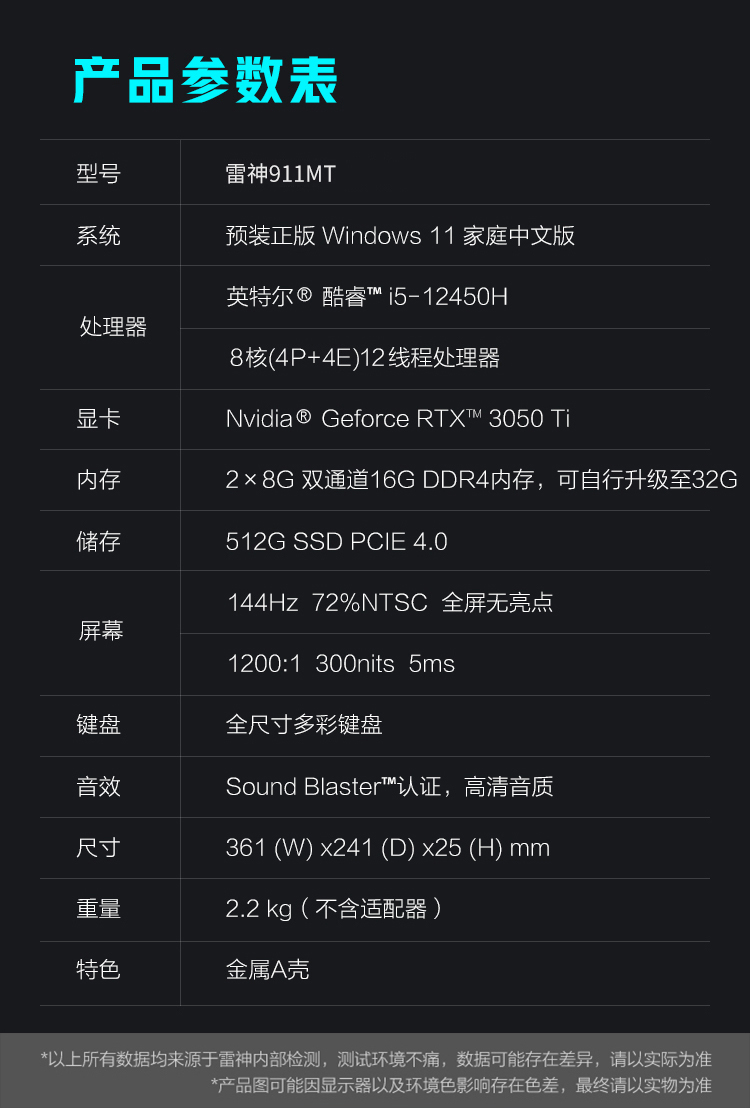 产品参数表
型号 雷神911MT
系统 预装正版 Windows 11 家庭中文版
处理器
英特尔® 酷睿™ i5-12450H
8核(4P+4E)12线程处理器
显卡 Nvidia® Geforce RTX™ 3050 Ti
内存 2×8G 双通道16G DDR4内存，可自行升级至32G
储存 512G SSD PCIE 4.0
屏幕
144Hz 72%NTSC 全屏无亮点
1200:1 300nits 5ms
键盘 全尺寸多彩键盘
音效 Sound Blaster™认证，高清音质
尺寸 361 (W) x241 (D) x25 (H) mm
重量 2.2 kg（不含适配器）
特色 金属A壳
*以上所有数据均来源于雷神内部检测，测试环境不痛，数据可能存在差异，请以实际为准
*产品图可能因显示器以及环境色影响存在色差，最终请以实物为准